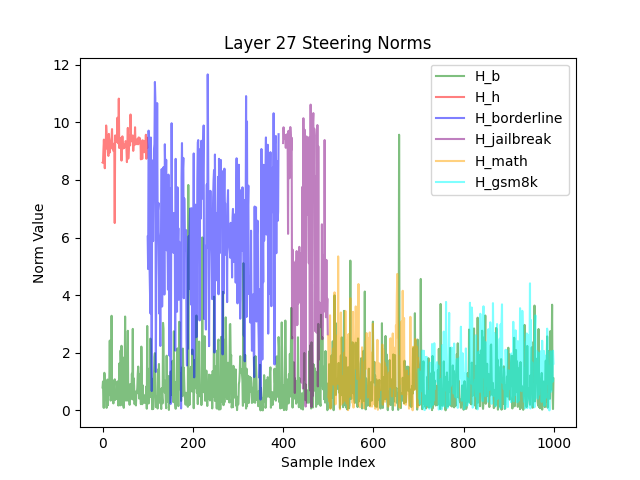 Layer 27 Steering Norms
12
10
8
6
4
2
0
Norm Value
0
200
400
600
800
1000
Sample Index
H_b
H_h
H_borderline
H_jailbreak
H_math
H_gsm8k